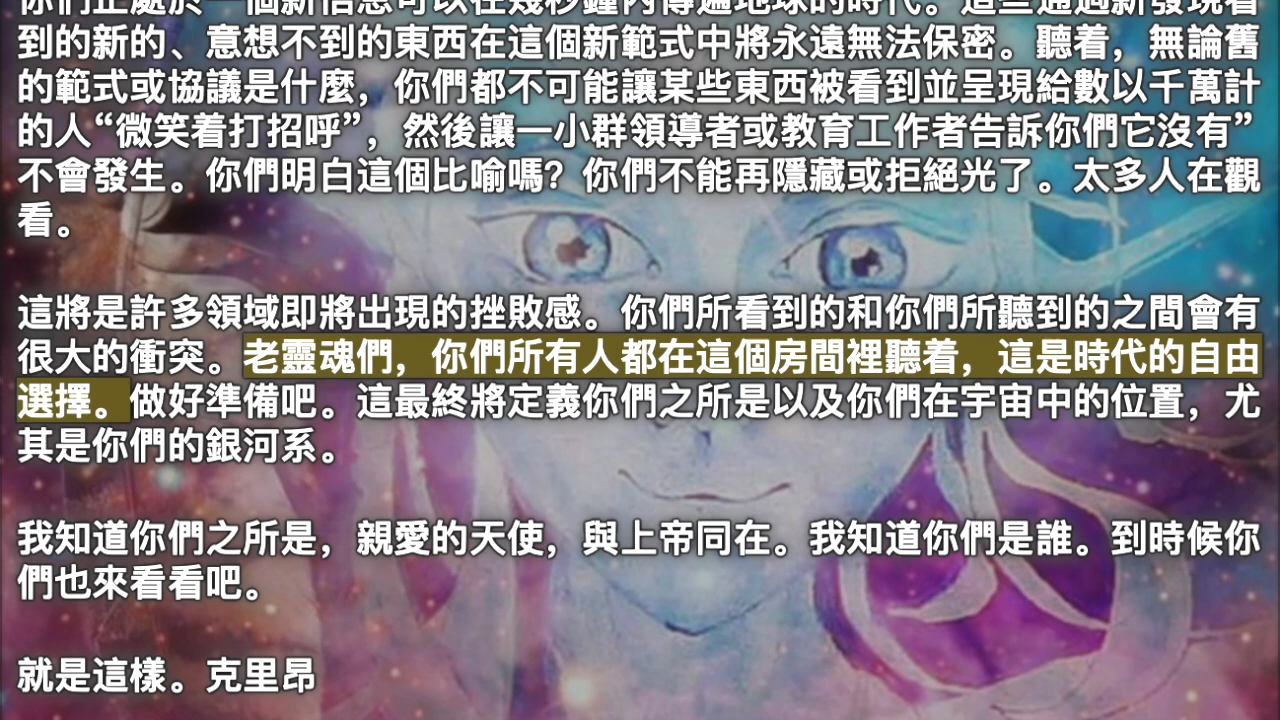 你們正處於一個新信息可以在幾秒鐘內傳遍地球的時代。這些通過新發現看
到的新的、意想不到的東西在這個新範式中將永遠無法保密。聽着，無論舊
的範式或協議是什麼，你們都不可能讓某些東西被看到並呈現給數以千萬計
的人“微笑着打招呼”，然後讓一小群領導者或教育工作者告訴你們它沒有”
不會發生。你們明白這個比喻嗎？你們不能再隱藏或拒絕光了。太多人在觀
看。
這將是許多領域即將出現的挫敗感。你們所看到的和你們所聽到的之間會有
很大的衝突。老靈魂們，你們所有人都在這個房間裡聽着，這是時代的自由
選擇。做好準備吧。這最終將定義你們之所是以及你們在宇宙中的位置，尤
其是你們的銀河系。
我知道你們之所是，親愛的天使，與上帝同在。我知道你們是誰。到時候你
們也來看看吧。
就是這樣。克里昂